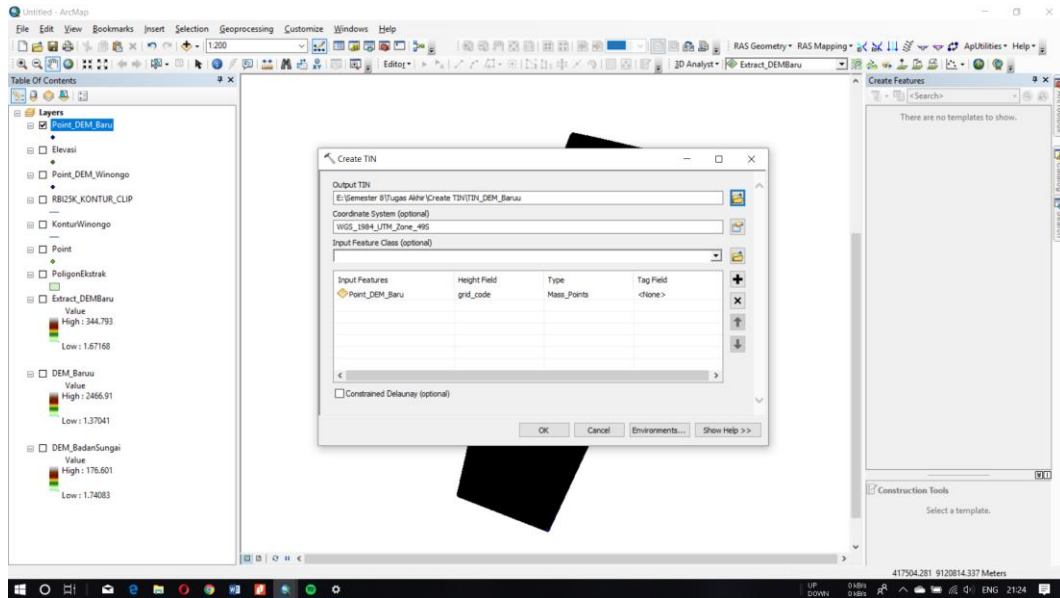 Untitled - ArcMap
File Edit View Bookmarks Insert Selection Geoprocessing Customize Windows Help
1:200
RAS Geometry RAS Mapping ApUtilities Help
Editor 3D Analyst Extract_DEMBaru
Table Of Contents
Layers
Point_DEM_Baru
Elevasi
Point_DEM_Winongo
RBI25K_KONTUR_CLIP
KonturWinongo
Point
PoligonEkstrak
Extract_DEMBaru
Value
High : 344.793
Low : 1.67168
DEM_Baruu
Value
High : 2466.91
Low : 1.37041
DEM_BadanSungai
Value
High : 176.601
Low : 1.74083
Create TIN
Output TIN
E:\Semester 8\Tugas Akhir\Create TIN\TIN_DEM_Baruu
Coordinate System (optional)
WGS_1984_UTM_Zone_49S
Input Feature Class (optional)
Input Features Height Field Type Tag Field
Point_DEM_Baru grid_code Mass_Points <None>
Constrained Delaunay (optional)
OK Cancel Environments... Show Help >>
Create Features
<Search>
There are no templates to show.
Construction Tools
Select a template.
417504.281 9120814.337 Meters
UP 0 kB/s
DOWN 0 kB/s
ENG 21:24